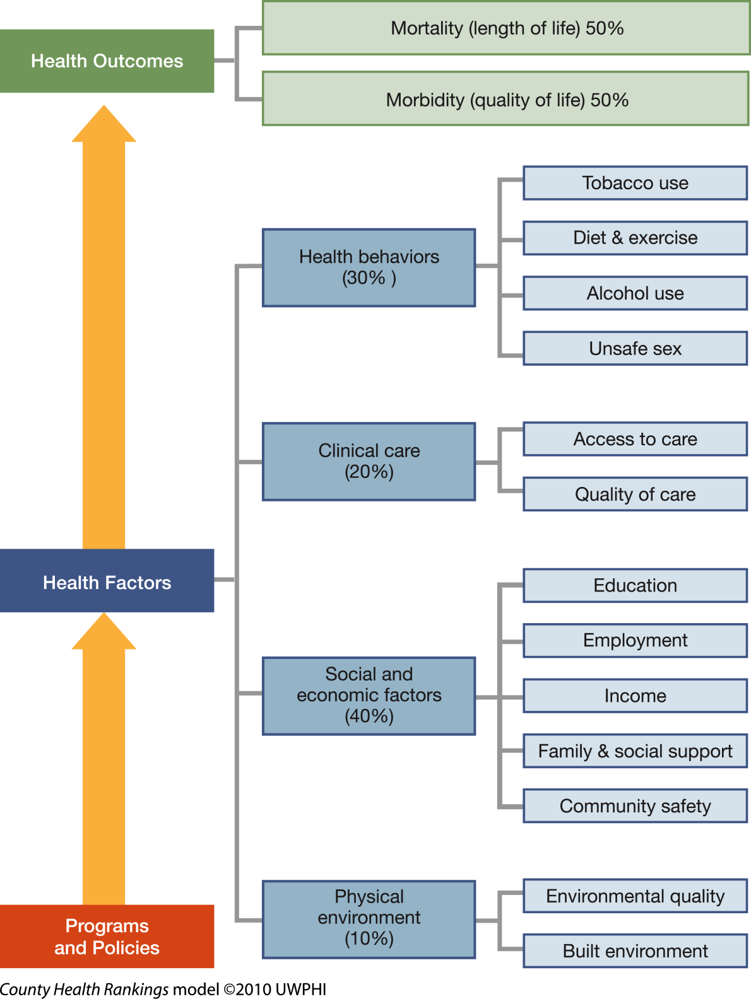 Mortality (length of life) 50%
Health Outcomes
Morbidity (quality of life) 50%
Tobacco use
Diet & exercise
Health behaviors
(30% )
Alcohol use
Unsafe sex
Access to care
Clinical care
(20%)
Quality of care
Health Factors
Education
Employment
Social and
economic factors
(40%)
Income
Family & social support
Community safety
Environmental quality
Physical
environment
(10%)
Built environment
Programs
and Policies
County Health Rankings model ©2010 UWPHI